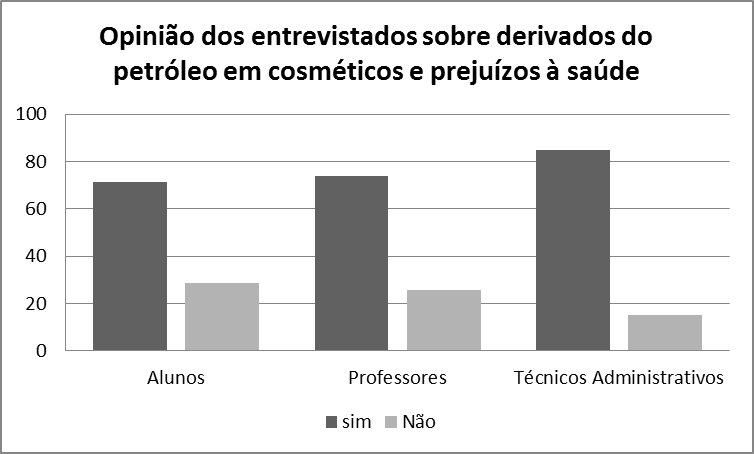 Opinião dos entrevistados sobre derivados do
petróleo em cosméticos e prejuízos à saúde
100
80
60
40
20
0
Alunos Professores Técnicos Administrativos
sim Não